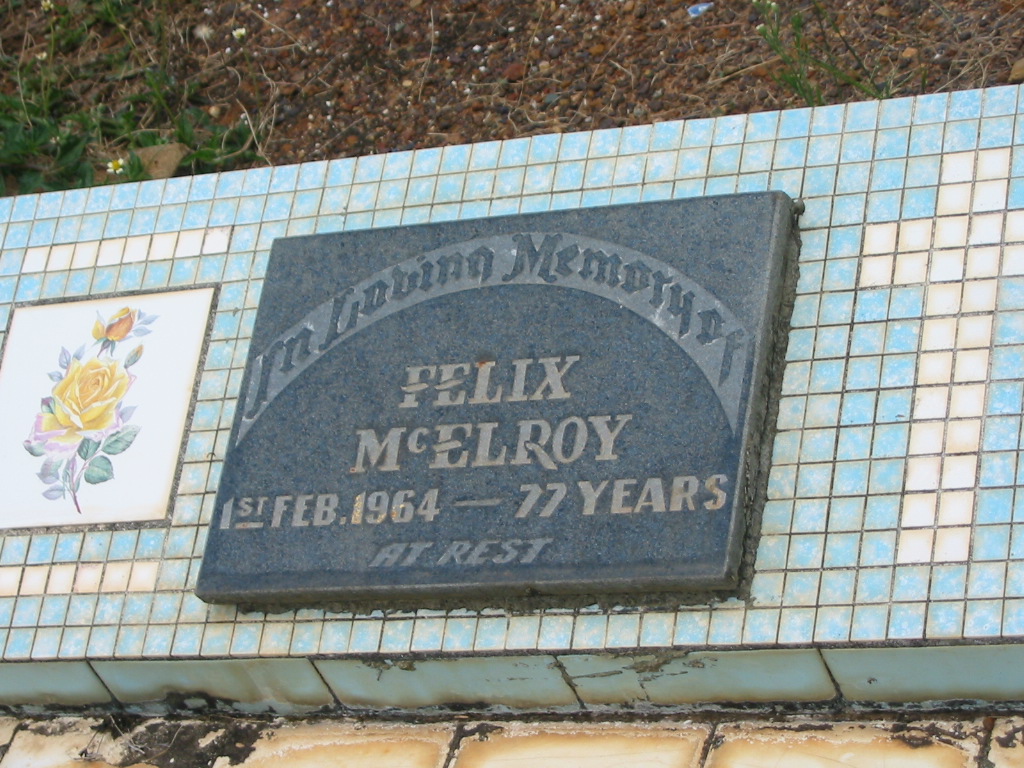 In Loving Memory of
FELIX
McELROY
1ST FEB. 1964 — 77 YEARS
AT REST